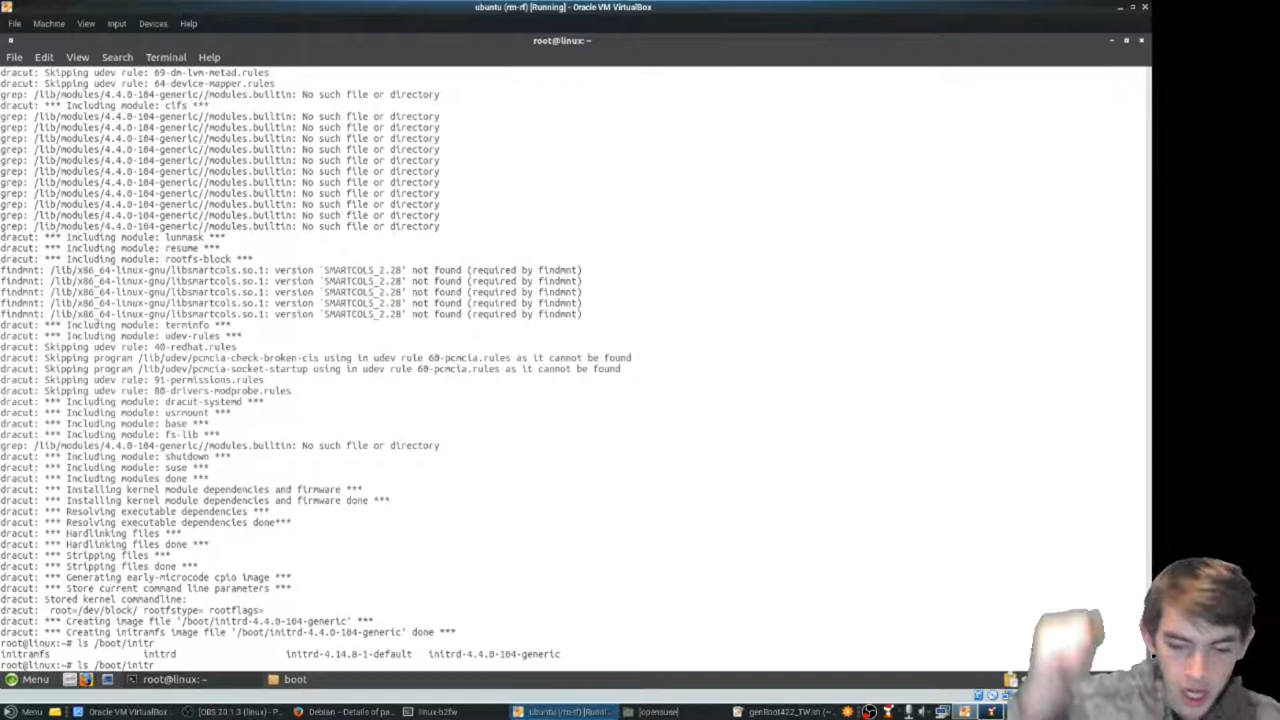 ubuntu (rm-rf) [Running] - Oracle VM VirtualBox
File Machine View Input Devices Help
root@linux: ~
File Edit View Search Terminal Help
dracut: Skipping udev rule: 69-dm-lvm-metad.rules
dracut: Skipping udev rule: 64-device-mapper.rules
grep: /lib/modules/4.4.0-104-generic//modules.builtin: No such file or directory
dracut: *** Including module: cifs ***
grep: /lib/modules/4.4.0-104-generic//modules.builtin: No such file or directory
grep: /lib/modules/4.4.0-104-generic//modules.builtin: No such file or directory
grep: /lib/modules/4.4.0-104-generic//modules.builtin: No such file or directory
grep: /lib/modules/4.4.0-104-generic//modules.builtin: No such file or directory
grep: /lib/modules/4.4.0-104-generic//modules.builtin: No such file or directory
grep: /lib/modules/4.4.0-104-generic//modules.builtin: No such file or directory
grep: /lib/modules/4.4.0-104-generic//modules.builtin: No such file or directory
grep: /lib/modules/4.4.0-104-generic//modules.builtin: No such file or directory
grep: /lib/modules/4.4.0-104-generic//modules.builtin: No such file or directory
grep: /lib/modules/4.4.0-104-generic//modules.builtin: No such file or directory
grep: /lib/modules/4.4.0-104-generic//modules.builtin: No such file or directory
dracut: *** Including module: lunmask ***
dracut: *** Including module: resume ***
dracut: *** Including module: rootfs-block ***
findmnt: /lib/x86_64-linux-gnu/libsmartcols.so.1: version `SMARTCOLS_2.28' not found (required by findmnt)
findmnt: /lib/x86_64-linux-gnu/libsmartcols.so.1: version `SMARTCOLS_2.28' not found (required by findmnt)
findmnt: /lib/x86_64-linux-gnu/libsmartcols.so.1: version `SMARTCOLS_2.28' not found (required by findmnt)
findmnt: /lib/x86_64-linux-gnu/libsmartcols.so.1: version `SMARTCOLS_2.28' not found (required by findmnt)
findmnt: /lib/x86_64-linux-gnu/libsmartcols.so.1: version `SMARTCOLS_2.28' not found (required by findmnt)
dracut: *** Including module: terminfo ***
dracut: *** Including module: udev-rules ***
dracut: Skipping udev rule: 40-redhat.rules
dracut: Skipping program /lib/udev/pcmcia-check-broken-cis using in udev rule 60-pcmcia.rules as it cannot be found
dracut: Skipping program /lib/udev/pcmcia-socket-startup using in udev rule 60-pcmcia.rules as it cannot be found
dracut: Skipping udev rule: 91-permissions.rules
dracut: Skipping udev rule: 80-drivers-modprobe.rules
dracut: *** Including module: dracut-systemd ***
dracut: *** Including module: usrmount ***
dracut: *** Including module: base ***
dracut: *** Including module: fs-lib ***
grep: /lib/modules/4.4.0-104-generic//modules.builtin: No such file or directory
dracut: *** Including module: shutdown ***
dracut: *** Including module: suse ***
dracut: *** Including modules done ***
dracut: *** Installing kernel module dependencies and firmware ***
dracut: *** Installing kernel module dependencies and firmware done ***
dracut: *** Resolving executable dependencies ***
dracut: *** Resolving executable dependencies done***
dracut: *** Hardlinking files ***
dracut: *** Hardlinking files done ***
dracut: *** Stripping files ***
dracut: *** Stripping files done ***
dracut: *** Generating early-microcode cpio image ***
dracut: *** Store current command line parameters ***
dracut: Stored kernel commandline:
dracut:  root=/dev/block/ rootfstype= rootflags=
dracut: *** Creating image file '/boot/initrd-4.4.0-104-generic' ***
dracut: *** Creating initramfs image file '/boot/initrd-4.4.0-104-generic' done ***
root@linux:~# ls /boot/initr
initramfs initrd initrd-4.14.8-1-default initrd-4.4.0-104-generic
root@linux:~# ls /boot/initr
Menu root@linux: ~ boot
Menu Oracle VM VirtualBox [OBS 20.1.3 (linux) - P... Debian -- Details of pa... linux-b2fw ubuntu (rm-rf) [Runni... [opensuse] genRoot422_TW.sh (~...